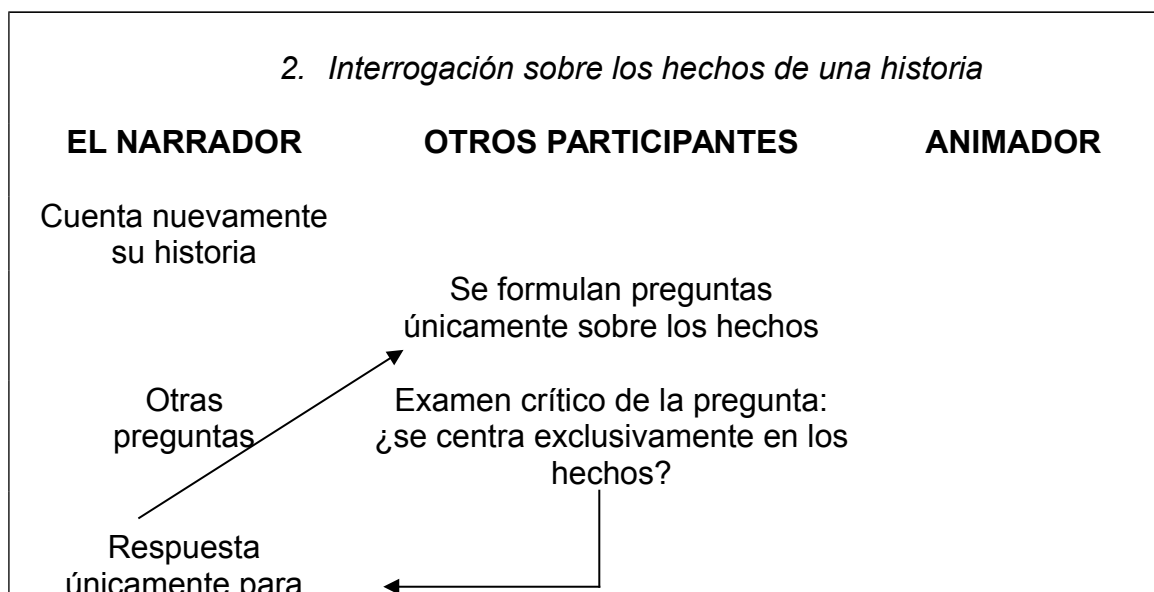 2. Interrogación sobre los hechos de una historia
EL NARRADOR OTROS PARTICIPANTES ANIMADOR
Cuenta nuevamente
su historia
Se formulan preguntas
únicamente sobre los hechos
Otras
preguntas
Examen crítico de la pregunta:
¿se centra exclusivamente en los
hechos?
Respuesta
únicamente para